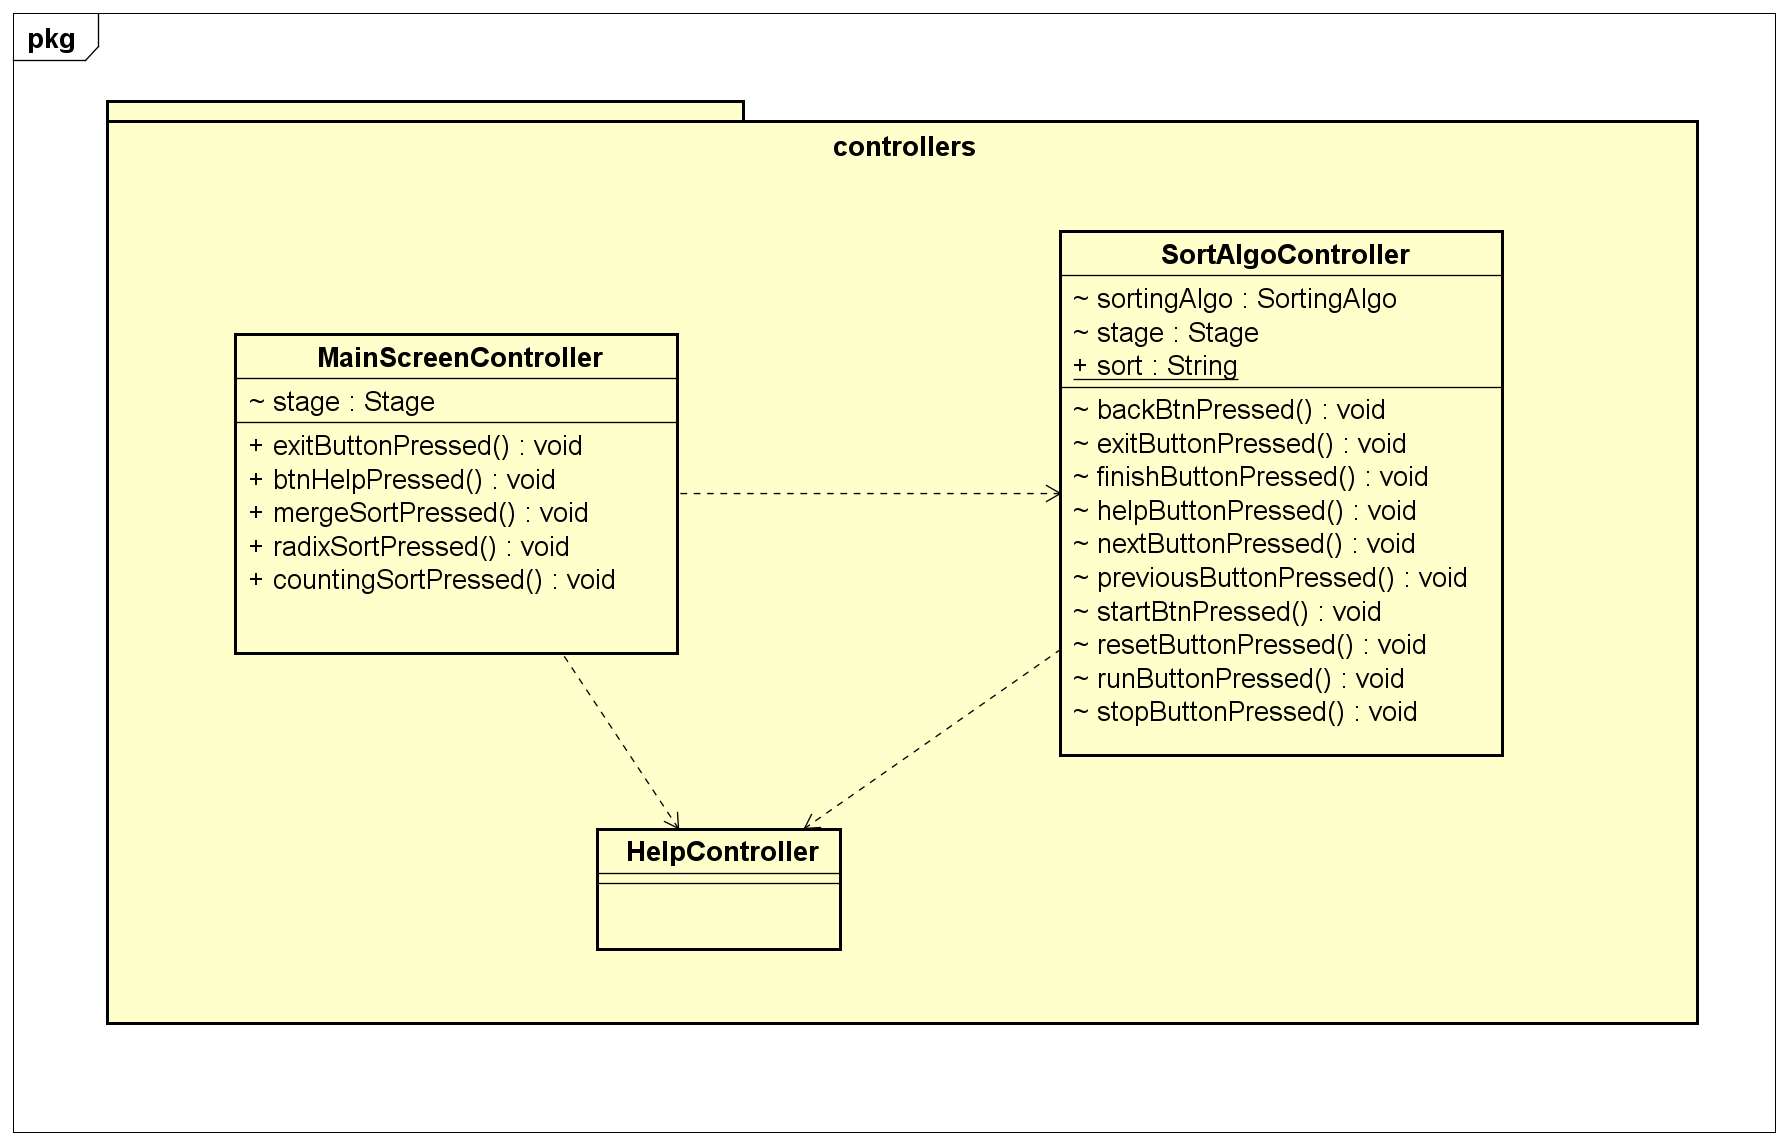 pkg
controllers
MainScreenController
~ stage : Stage
+ exitButtonPressed() : void
+ btnHelpPressed() : void
+ mergeSortPressed() : void
+ radixSortPressed() : void
+ countingSortPressed() : void
SortAlgoController
~ sortingAlgo : SortingAlgo
~ stage : Stage
+ sort : String
~ backBtnPressed() : void
~ exitButtonPressed() : void
~ finishButtonPressed() : void
~ helpButtonPressed() : void
~ nextButtonPressed() : void
~ previousButtonPressed() : void
~ startBtnPressed() : void
~ resetButtonPressed() : void
~ runButtonPressed() : void
~ stopButtonPressed() : void
HelpController